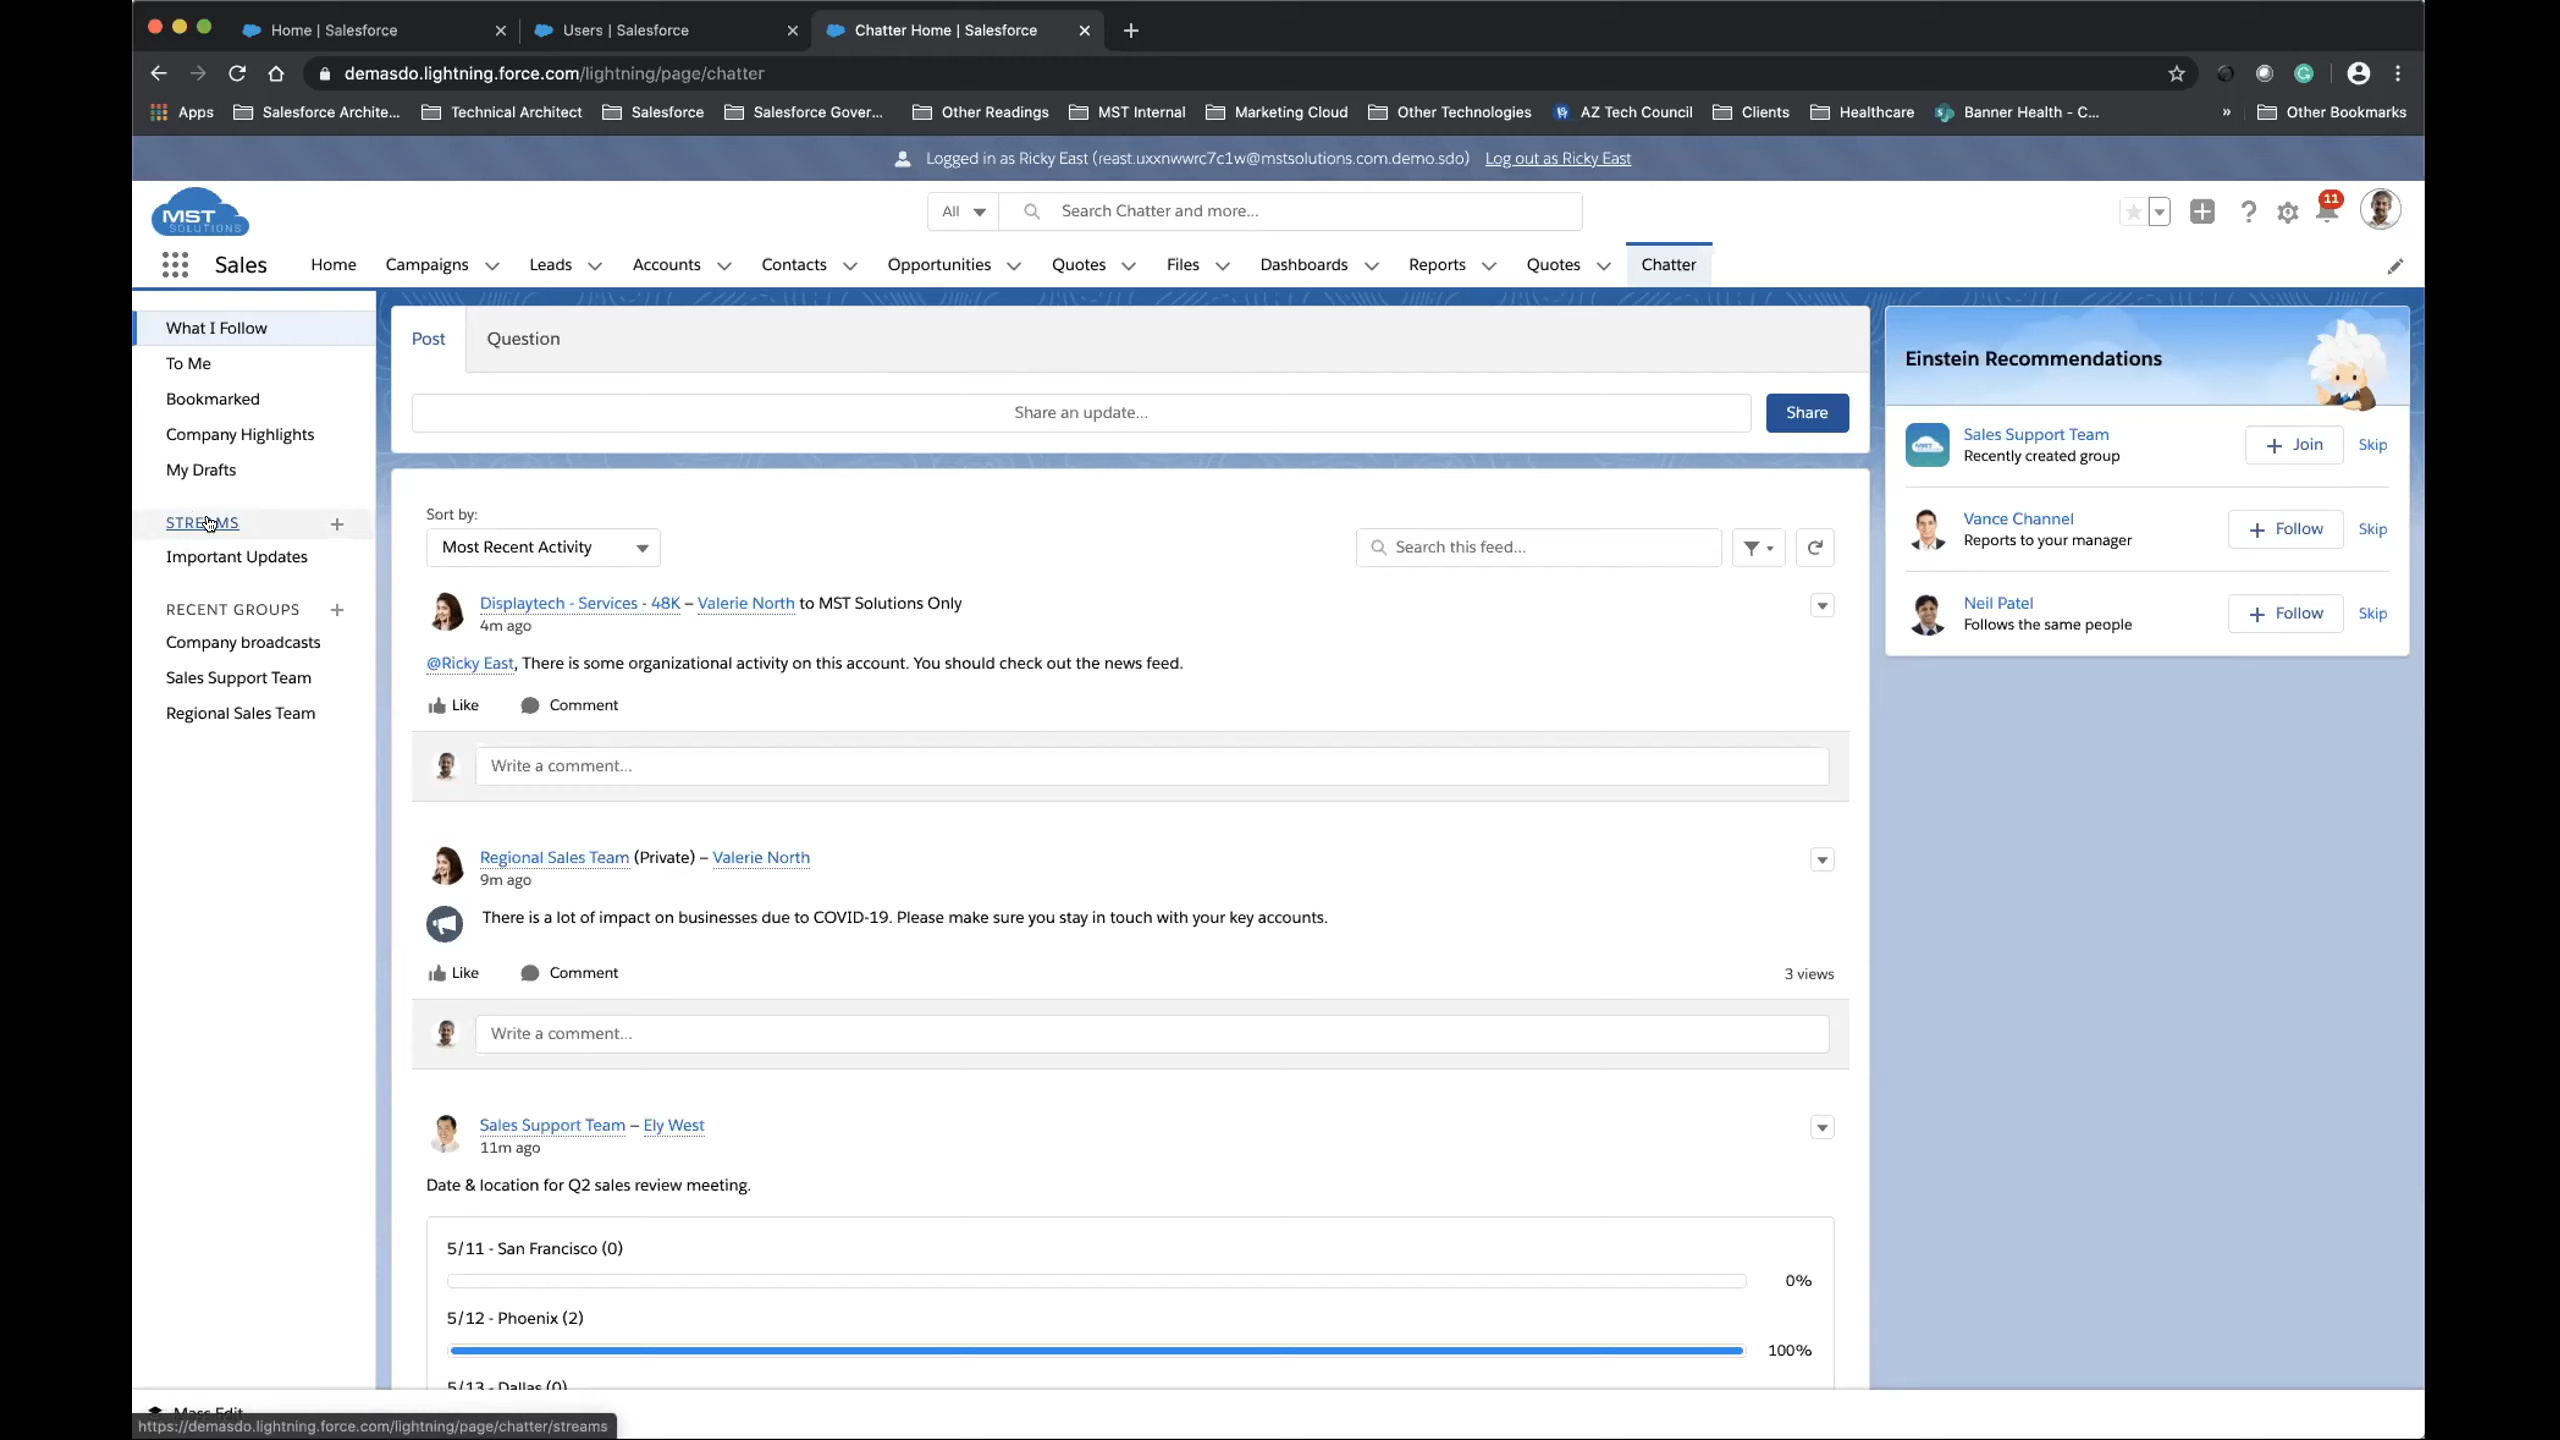 Home | Salesforce
Users | Salesforce
Chatter Home | Salesforce
demasdo.lightning.force.com/lightning/page/chatter
Apps
Salesforce Archite...
Technical Architect
Salesforce
Salesforce Gover...
Other Readings
MST Internal
Marketing Cloud
Other Technologies
AZ Tech Council
Clients
Healthcare
Banner Health - C...
»
Other Bookmarks
Logged in as Ricky East (reast.uxxnwwrc7c1w@mstsolutions.com.demo.sdo)
Log out as Ricky East
MST
SOLUTIONS
All
Search Chatter and more...
11
Sales
Home
Campaigns
Leads
Accounts
Contacts
Opportunities
Quotes
Files
Dashboards
Reports
Quotes
Chatter
What I Follow
To Me
Bookmarked
Company Highlights
My Drafts
STREAMS
Important Updates
RECENT GROUPS
Company broadcasts
Sales Support Team
Regional Sales Team
Post
Question
Share an update...
Share
Sort by:
Most Recent Activity
Search this feed...
Displaytech - Services - 48K – Valerie North to MST Solutions Only
4m ago
@Ricky East, There is some organizational activity on this account. You should check out the news feed.
Like
Comment
Write a comment...
Regional Sales Team (Private) – Valerie North
9m ago
There is a lot of impact on businesses due to COVID-19. Please make sure you stay in touch with your key accounts.
Like
Comment
3 views
Write a comment...
Sales Support Team – Ely West
11m ago
Date & location for Q2 sales review meeting.
5/11 - San Francisco (0)
0%
5/12 - Phoenix (2)
100%
5/13 - Dallas (0)
Einstein Recommendations
Sales Support Team
Recently created group
Join
Skip
Vance Channel
Reports to your manager
Follow
Skip
Neil Patel
Follows the same people
Follow
Skip
Mass Edit
https://demasdo.lightning.force.com/lightning/page/chatter/streams